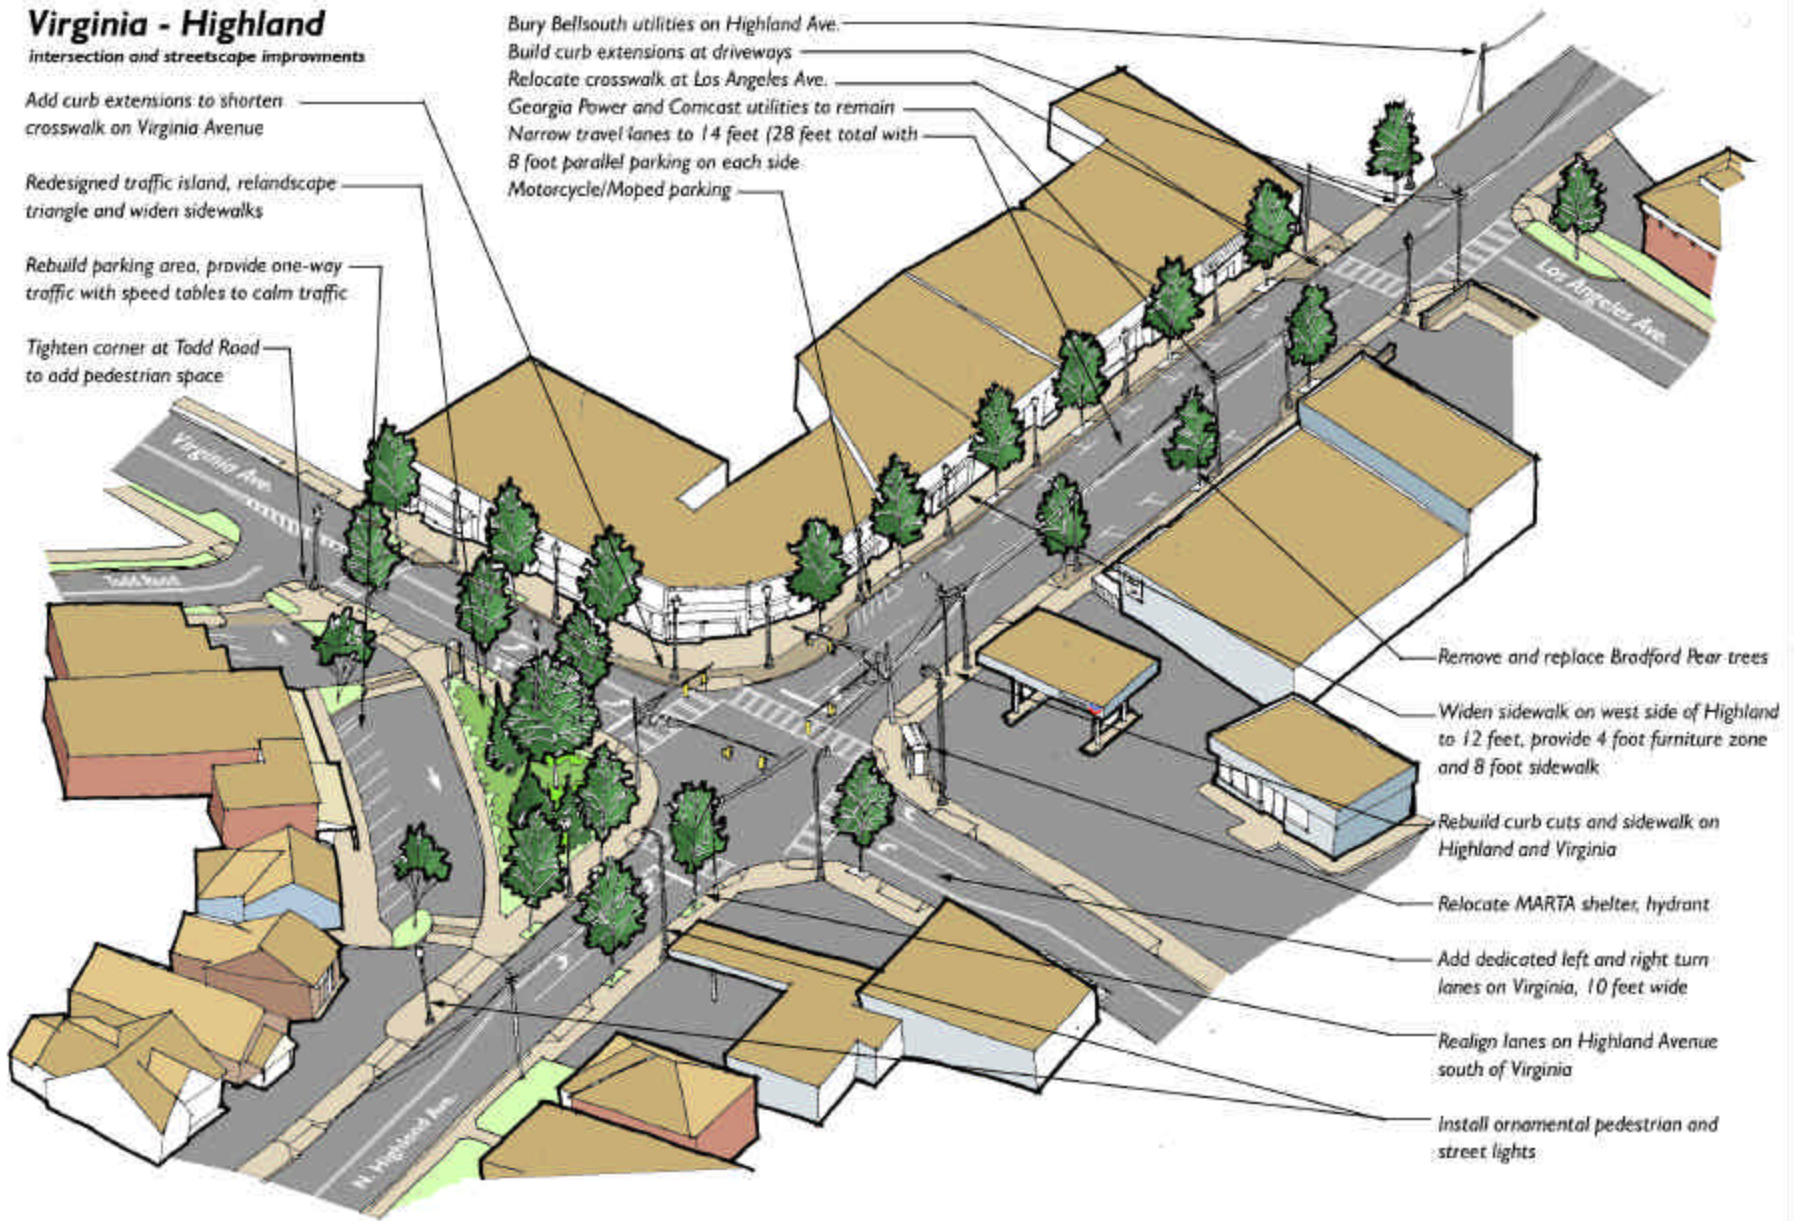 Virginia - Highland
intersection and streetscape improvments
Add curb extensions to shorten
crosswalk on Virginia Avenue
Redesigned traffic island, relandscape
triangle and widen sidewalks
Rebuild parking area, provide one-way
traffic with speed tables to calm traffic
Tighten corner at Todd Road
to add pedestrian space
Bury Bellsouth utilities on Highland Ave.
Build curb extensions at driveways
Relocate crosswalk at Los Angeles Ave.
Georgia Power and Comcast utilities to remain
Narrow travel lanes to 14 feet (28 feet total with
8 foot parallel parking on each side
Motorcycle/Moped parking
Los Angeles Ave.
Virginia Ave.
Todd Road
N. Highland Ave.
Remove and replace Bradford Pear trees
Widen sidewalk on west side of Highland
to 12 feet, provide 4 foot furniture zone
and 8 foot sidewalk
Rebuild curb cuts and sidewalk on
Highland and Virginia
Relocate MARTA shelter, hydrant
Add dedicated left and right turn
lanes on Virginia, 10 feet wide
Realign lanes on Highland Avenue
south of Virginia
Install ornamental pedestrian and
street lights